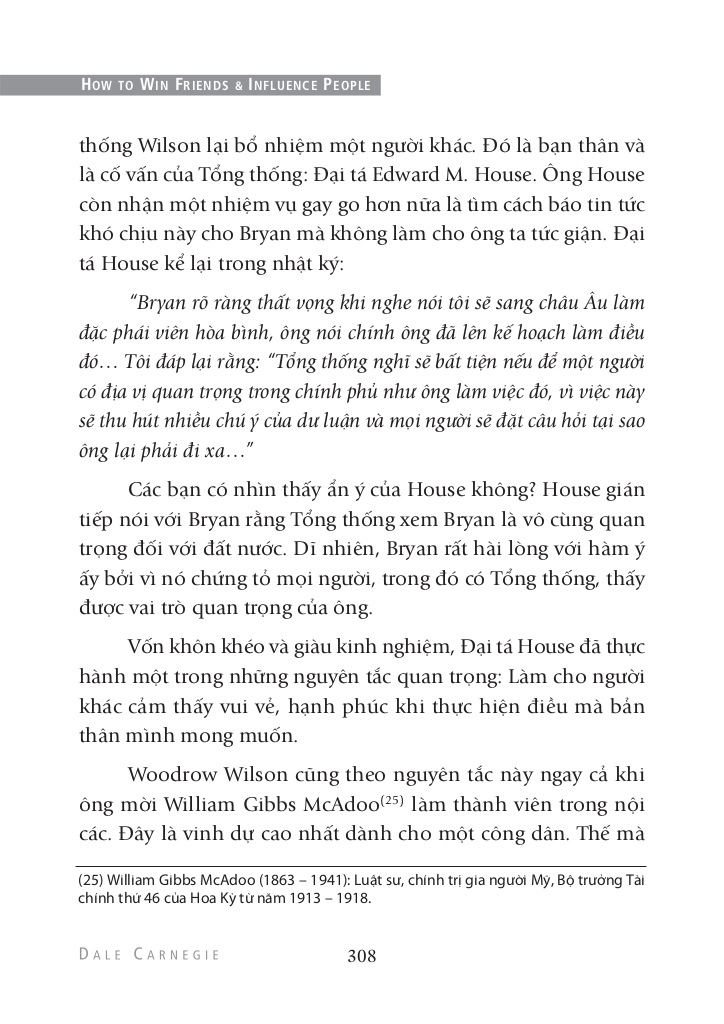 HOW TO WIN FRIENDS & INFLUENCE PEOPLE
thống Wilson lại bổ nhiệm một người khác. Đó là bạn thân và
là cố vấn của Tổng thống: Đại tá Edward M. House. Ông House
còn nhận một nhiệm vụ gay go hơn nữa là tìm cách báo tin tức
khó chịu này cho Bryan mà không làm cho ông ta tức giận. Đại
tá House kể lại trong nhật ký:
“Bryan rõ ràng thất vọng khi nghe nói tôi sẽ sang châu Âu làm
đặc phái viên hòa bình, ông nói chính ông đã lên kế hoạch làm điều
đó… Tôi đáp lại rằng: “Tổng thống nghĩ sẽ bất tiện nếu để một người
có địa vị quan trọng trong chính phủ như ông làm việc đó, vì việc này
sẽ thu hút nhiều chú ý của dư luận và mọi người sẽ đặt câu hỏi tại sao
ông lại phải đi xa…”
Các bạn có nhìn thấy ẩn ý của House không? House gián
tiếp nói với Bryan rằng Tổng thống xem Bryan là vô cùng quan
trọng đối với đất nước. Dĩ nhiên, Bryan rất hài lòng với hàm ý
ấy bởi vì nó chứng tỏ mọi người, trong đó có Tổng thống, thấy
được vai trò quan trọng của ông.
Vốn khôn khéo và giàu kinh nghiệm, Đại tá House đã thực
hành một trong những nguyên tắc quan trọng: Làm cho người
khác cảm thấy vui vẻ, hạnh phúc khi thực hiện điều mà bản
thân mình mong muốn.
Woodrow Wilson cũng theo nguyên tắc này ngay cả khi
ông mời William Gibbs McAdoo(25) làm thành viên trong nội
các. Đây là vinh dự cao nhất dành cho một công dân. Thế mà
(25) William Gibbs McAdoo (1863 – 1941): Luật sư, chính trị gia người Mỹ, Bộ trưởng Tài
chính thứ 46 của Hoa Kỳ từ năm 1913 – 1918.
DALE CARNEGIE 308